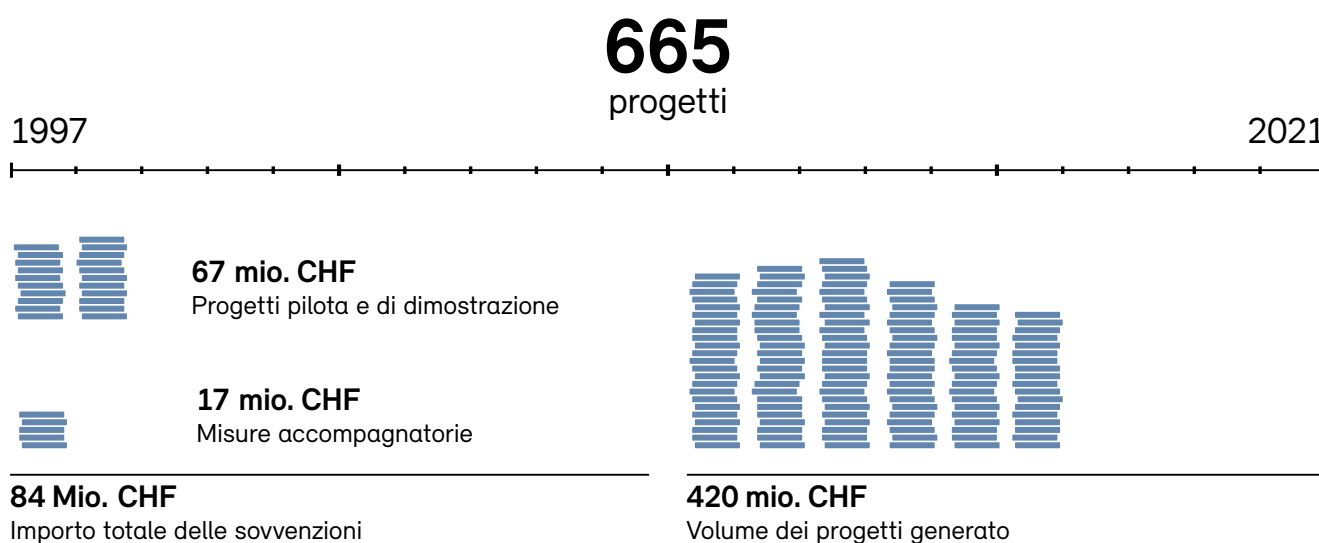 665
progetti
1997
2021
67 mio. CHF
Progetti pilota e di dimostrazione
17 mio. CHF
Misure accompagnatorie
84 Mio. CHF
Importo totale delle sovvenzioni
420 mio. CHF
Volume dei progetti generato